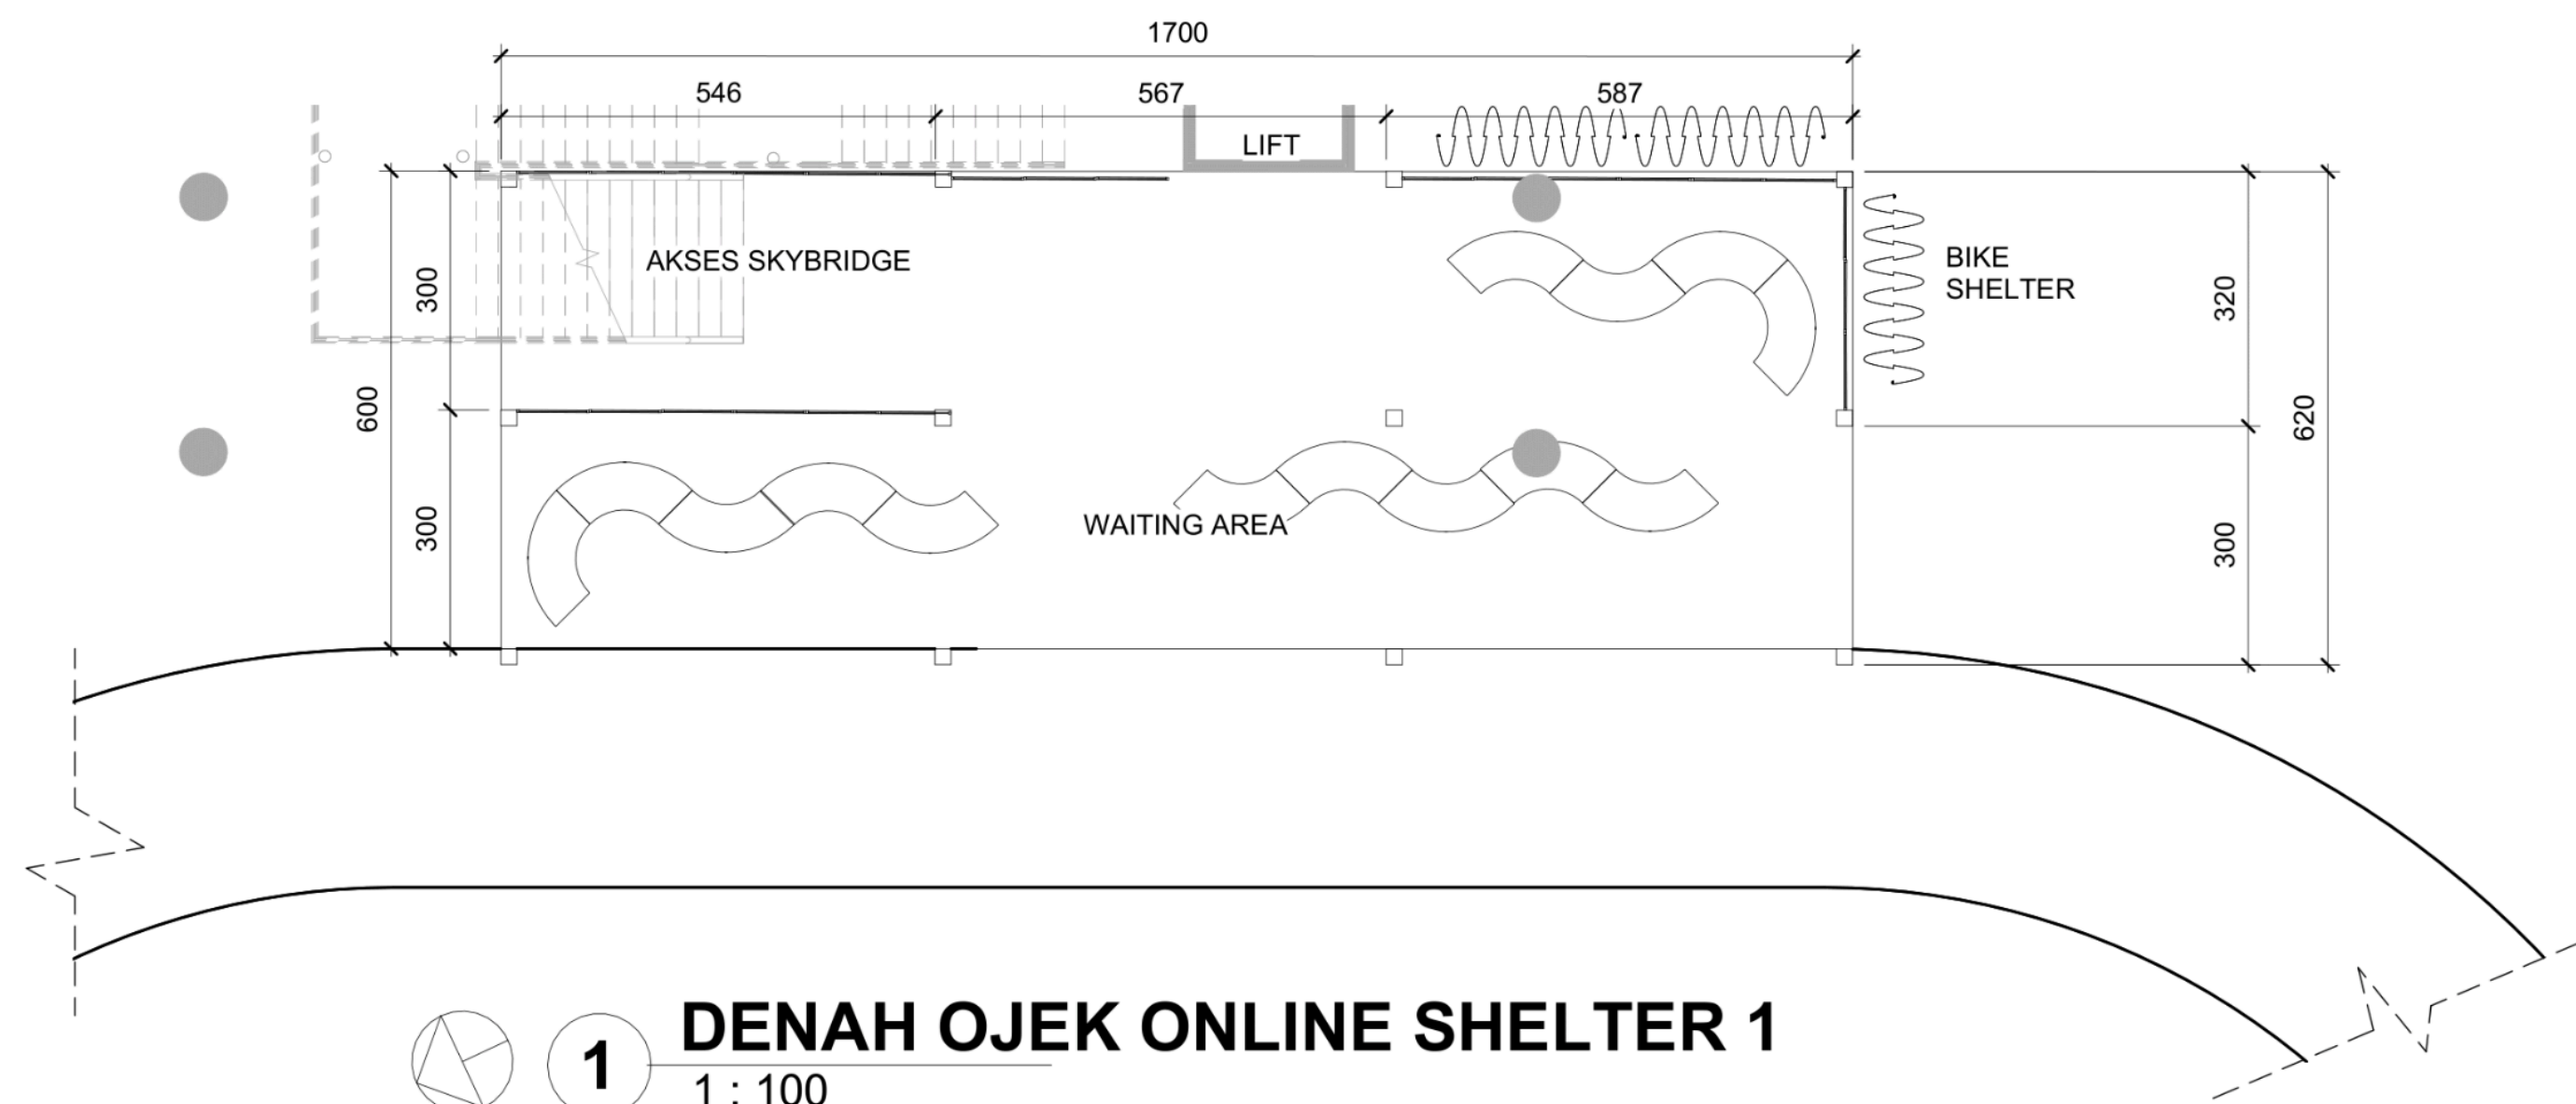 1700
546
567
587
LIFT
AKSES SKYBRIDGE
BIKE
SHELTER
300
320
600
620
300
300
WAITING AREA
1
DENAH OJEK ONLINE SHELTER 1
1 : 100